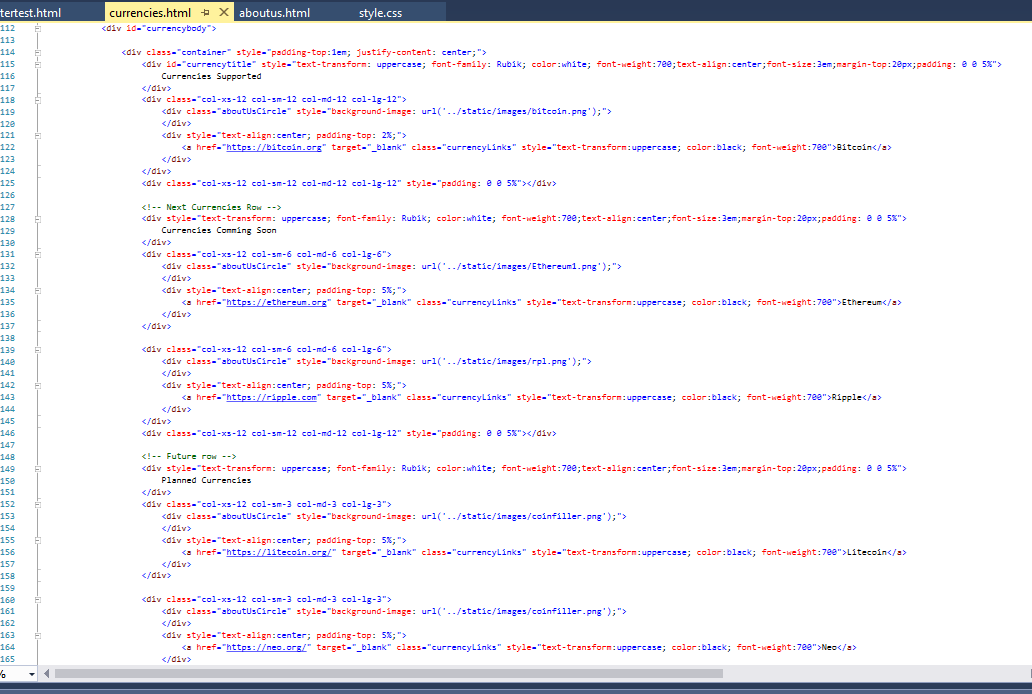 tertest.html currencies.html aboutus.html style.css
112 <div id="currencybody">
113
114 <div class="container" style="padding-top:1em; justify-content: center;">
115 <div id="currencytitle" style="text-transform: uppercase; font-family: Rubik; color:white; font-weight:700;text-align:center;font-size:3em;margin-top:20px;padding: 0 0 5%">
116 Currencies Supported
117 </div>
118 <div class="col-xs-12 col-sm-12 col-md-12 col-lg-12">
119 <div class="aboutUsCircle" style="background-image: url('../static/images/bitcoin.png');">
120 </div>
121 <div style="text-align:center; padding-top: 2%;">
122 <a href="https://bitcoin.org" target="_blank" class="currencyLinks" style="text-transform:uppercase; color:black; font-weight:700">Bitcoin</a>
123 </div>
124 </div>
125 <div class="col-xs-12 col-sm-12 col-md-12 col-lg-12" style="padding: 0 0 5%"></div>
126
127 <!-- Next Currencies Row -->
128 <div style="text-transform: uppercase; font-family: Rubik; color:white; font-weight:700;text-align:center;font-size:3em;margin-top:20px;padding: 0 0 5%">
129 Currencies Comming Soon
130 </div>
131 <div class="col-xs-12 col-sm-6 col-md-6 col-lg-6">
132 <div class="aboutUsCircle" style="background-image: url('../static/images/Ethereum1.png');">
133 </div>
134 <div style="text-align:center; padding-top: 5%;">
135 <a href="https://ethereum.org" target="_blank" class="currencyLinks" style="text-transform:uppercase; color:black; font-weight:700">Ethereum</a>
136 </div>
137 </div>
138
139 <div class="col-xs-12 col-sm-6 col-md-6 col-lg-6">
140 <div class="aboutUsCircle" style="background-image: url('../static/images/rpl.png');">
141 </div>
142 <div style="text-align:center; padding-top: 5%;">
143 <a href="https://ripple.com" target="_blank" class="currencyLinks" style="text-transform:uppercase; color:black; font-weight:700">Ripple</a>
144 </div>
145 </div>
146 <div class="col-xs-12 col-sm-12 col-md-12 col-lg-12" style="padding: 0 0 5%"></div>
147
148 <!-- Future row -->
149 <div style="text-transform: uppercase; font-family: Rubik; color:white; font-weight:700;text-align:center;font-size:3em;margin-top:20px;padding: 0 0 5%">
150 Planned Currencies
151 </div>
152 <div class="col-xs-12 col-sm-3 col-md-3 col-lg-3">
153 <div class="aboutUsCircle" style="background-image: url('../static/images/coinfiller.png');">
154 </div>
155 <div style="text-align:center; padding-top: 5%;">
156 <a href="https://litecoin.org/" target="_blank" class="currencyLinks" style="text-transform:uppercase; color:black; font-weight:700">Litecoin</a>
157 </div>
158 </div>
159
160 <div class="col-xs-12 col-sm-3 col-md-3 col-lg-3">
161 <div class="aboutUsCircle" style="background-image: url('../static/images/coinfiller.png');">
162 </div>
163 <div style="text-align:center; padding-top: 5%;">
164 <a href="https://neo.org/" target="_blank" class="currencyLinks" style="text-transform:uppercase; color:black; font-weight:700">Neo</a>
165 </div>
%